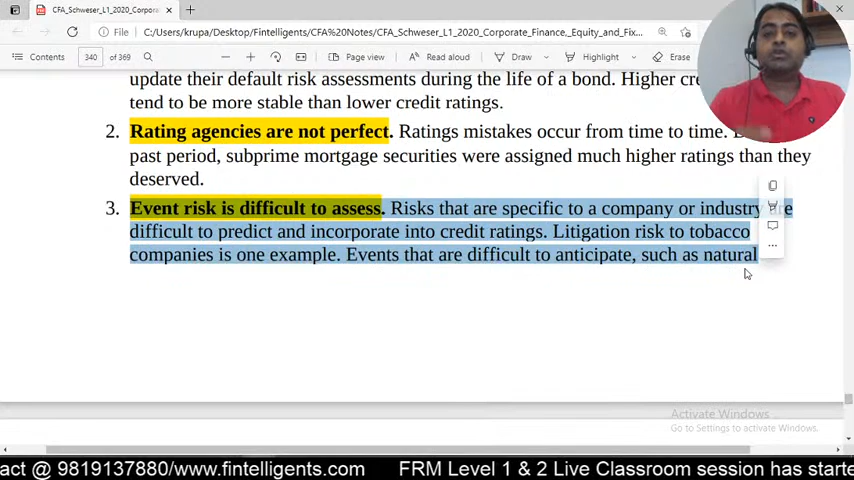 CFA_Schweser_L1_2020_Corpora
File
C:/Users/krupa/Desktop/Fintelligents/CFA%20Notes/CFA_Schweser_L1_2020_Corporate_Finance,_Equity_and_Fix...
Contents
340
of 369
Page view
Read aloud
Draw
Highlight
Erase
update their default risk assessments during the life of a bond. Higher
tend to be more stable than lower credit ratings.
2. Rating agencies are not perfect. Ratings mistakes occur from time to time.
past period, subprime mortgage securities were assigned much higher ratings than they
deserved.
3. Event risk is difficult to assess. Risks that are specific to a company or industry
difficult to predict and incorporate into credit ratings. Litigation risk to tobacco
companies is one example. Events that are difficult to anticipate, such as natural
Activate Windows
Go to Settings to activate Windows.
act @ 9819137880/www.fintelligents.com FRM Level 1 & 2 Live Classroom session has starte